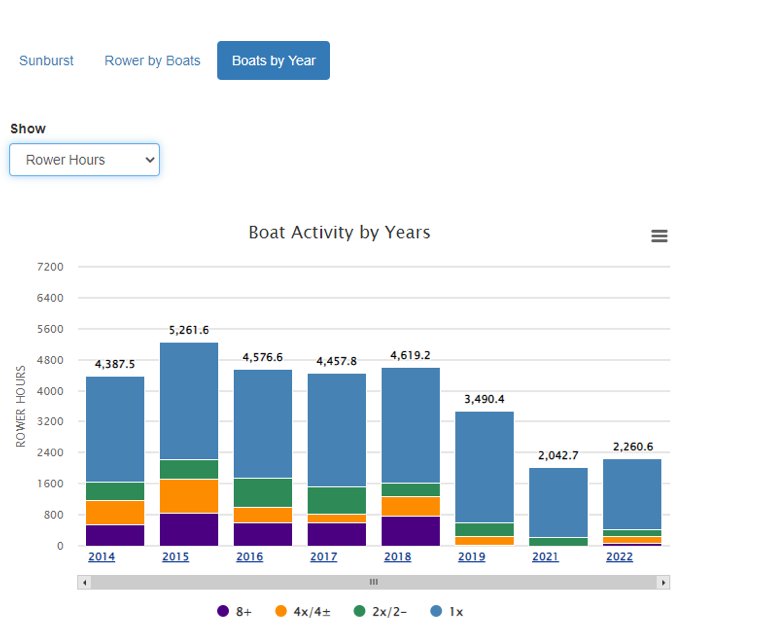 Sunburst Rower by Boats Boats by Year
Show
Rower Hours
Boat Activity by Years
7200
6400
5600
4800
4000
3200
2400
1600
800
0
ROWER HOURS
4,387.5
5,261.6
4,576.6
4,457.8
4,619.2
3,490.4
2,042.7
2,260.6
2014 2015 2016 2017 2018 2019 2021 2022
8+ 4x/4± 2x/2− 1x